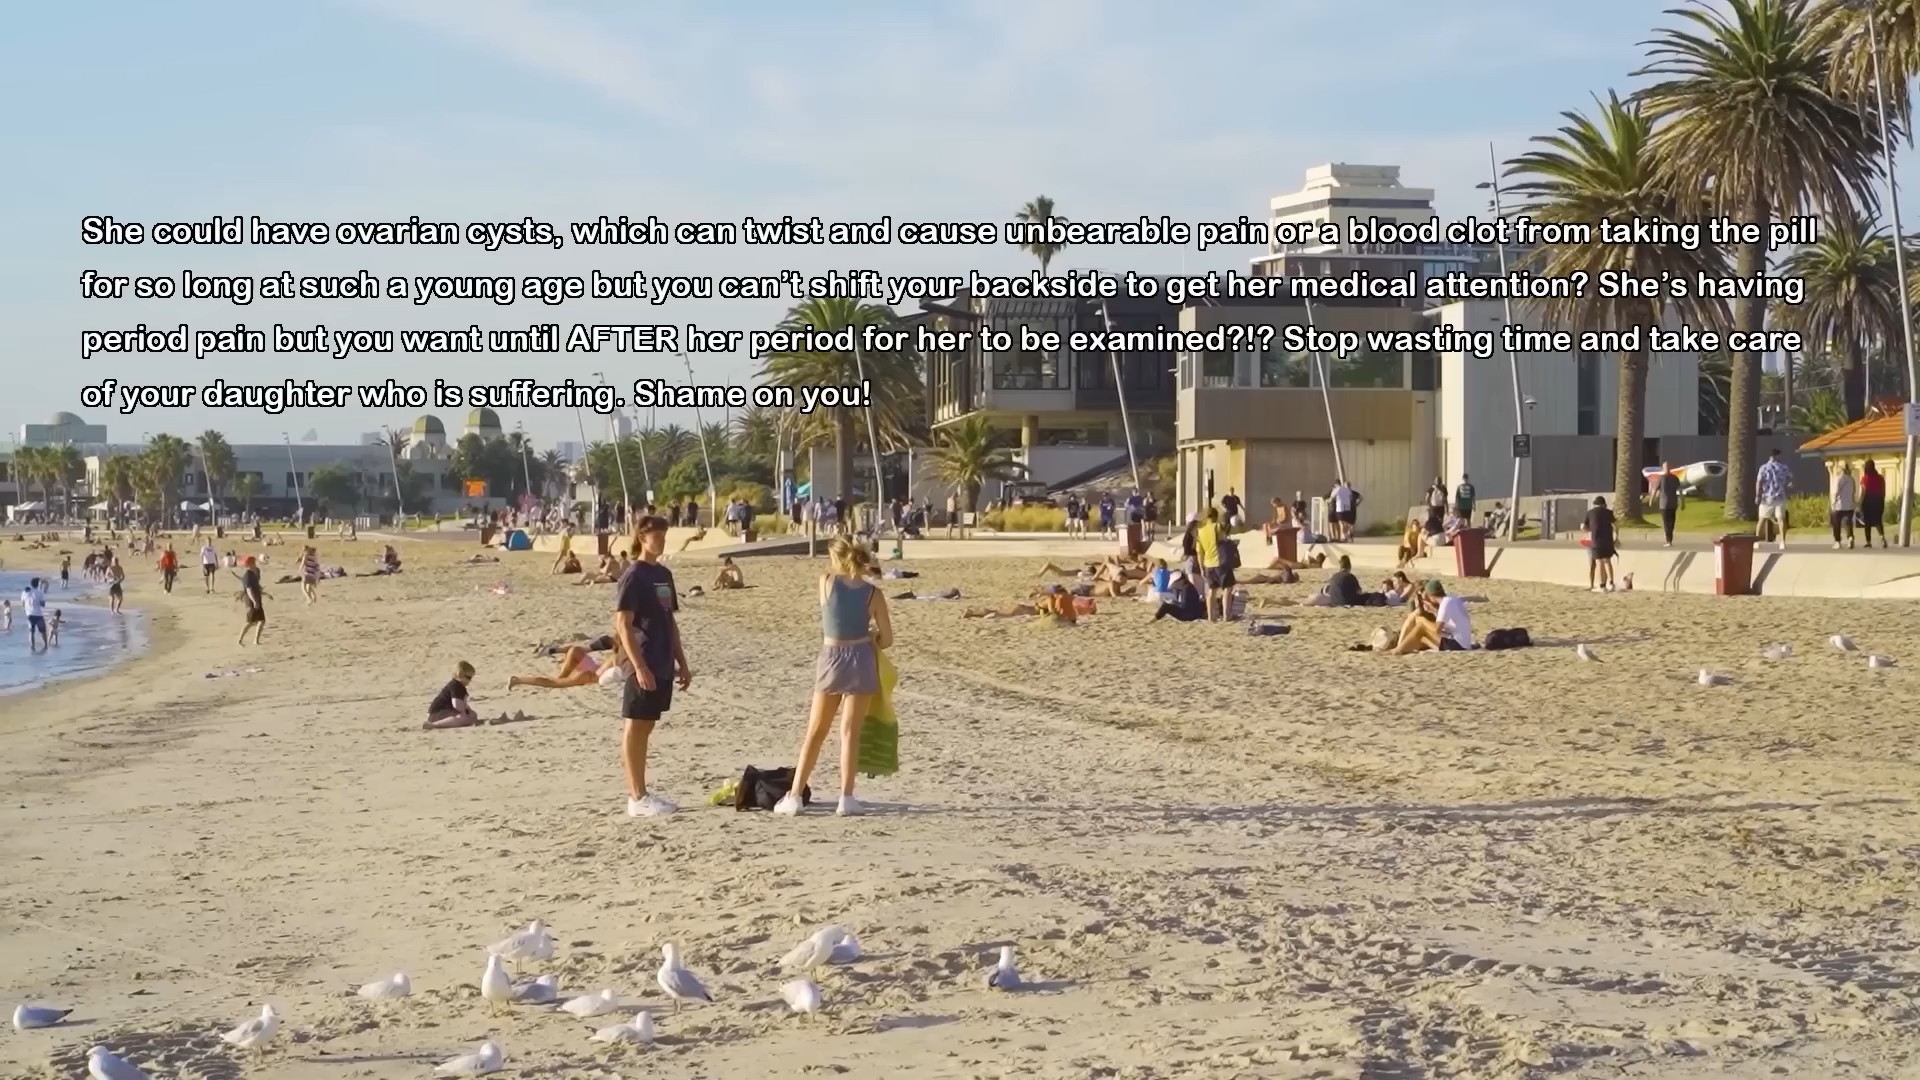 She could have ovarian cysts, which can twist and cause unbearable pain or a blood clot from taking the pill
for so long at such a young age but you can’t shift your backside to get her medical attention? She’s having
period pain but you want until AFTER her period for her to be examined?!? Stop wasting time and take care
of your daughter who is suffering. Shame on you!